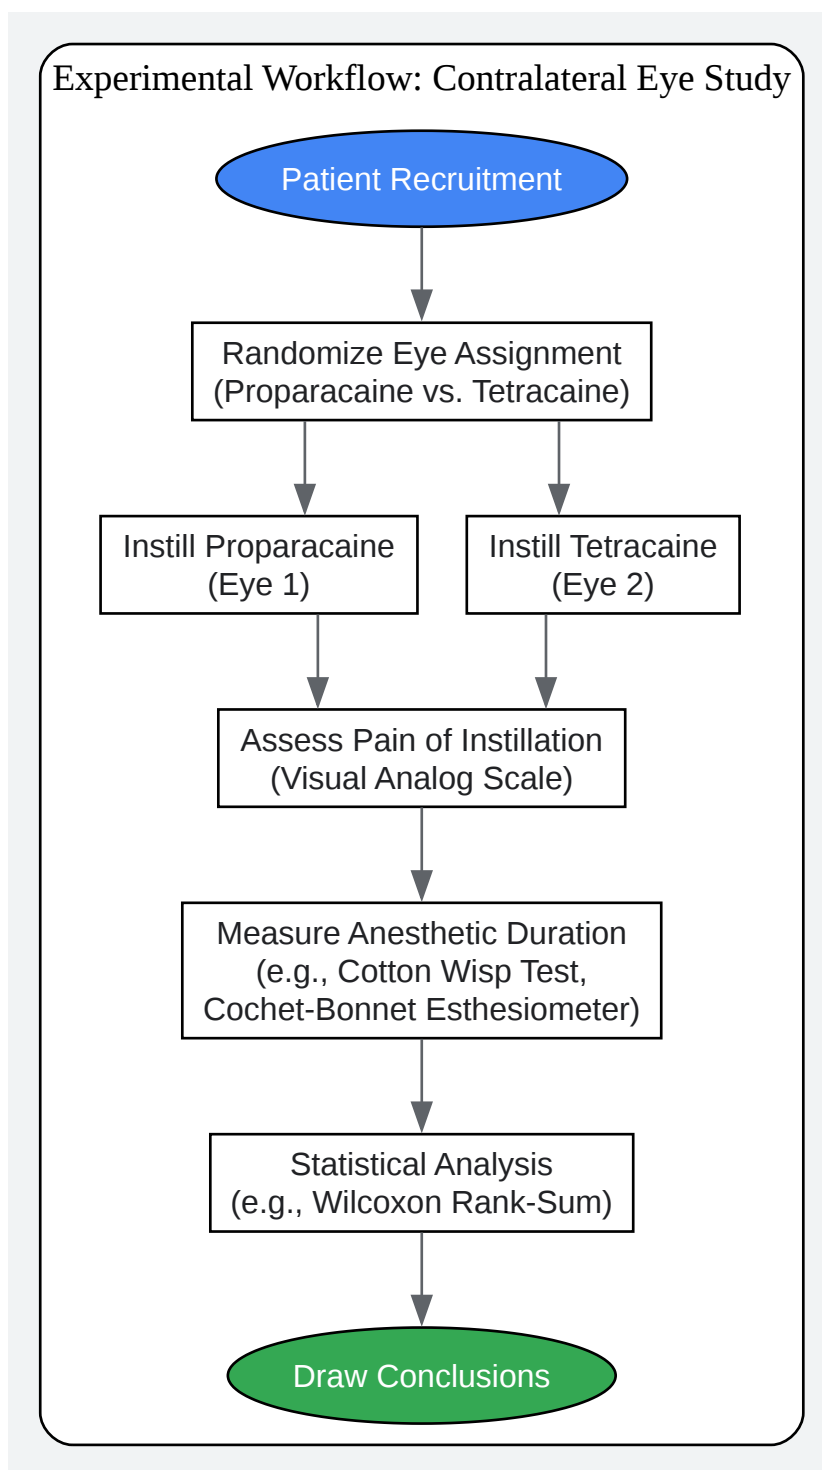 Experimental Workflow: Contralateral Eye Study
Patient Recruitment
Randomize Eye Assignment
(Proparacaine vs. Tetracaine)
Instill Proparacaine
(Eye 1)
Instill Tetracaine
(Eye 2)
Assess Pain of Instillation
(Visual Analog Scale)
Measure Anesthetic Duration
(e.g., Cotton Wisp Test,
Cochet-Bonnet Esthesiometer)
Statistical Analysis
(e.g., Wilcoxon Rank-Sum)
Draw Conclusions